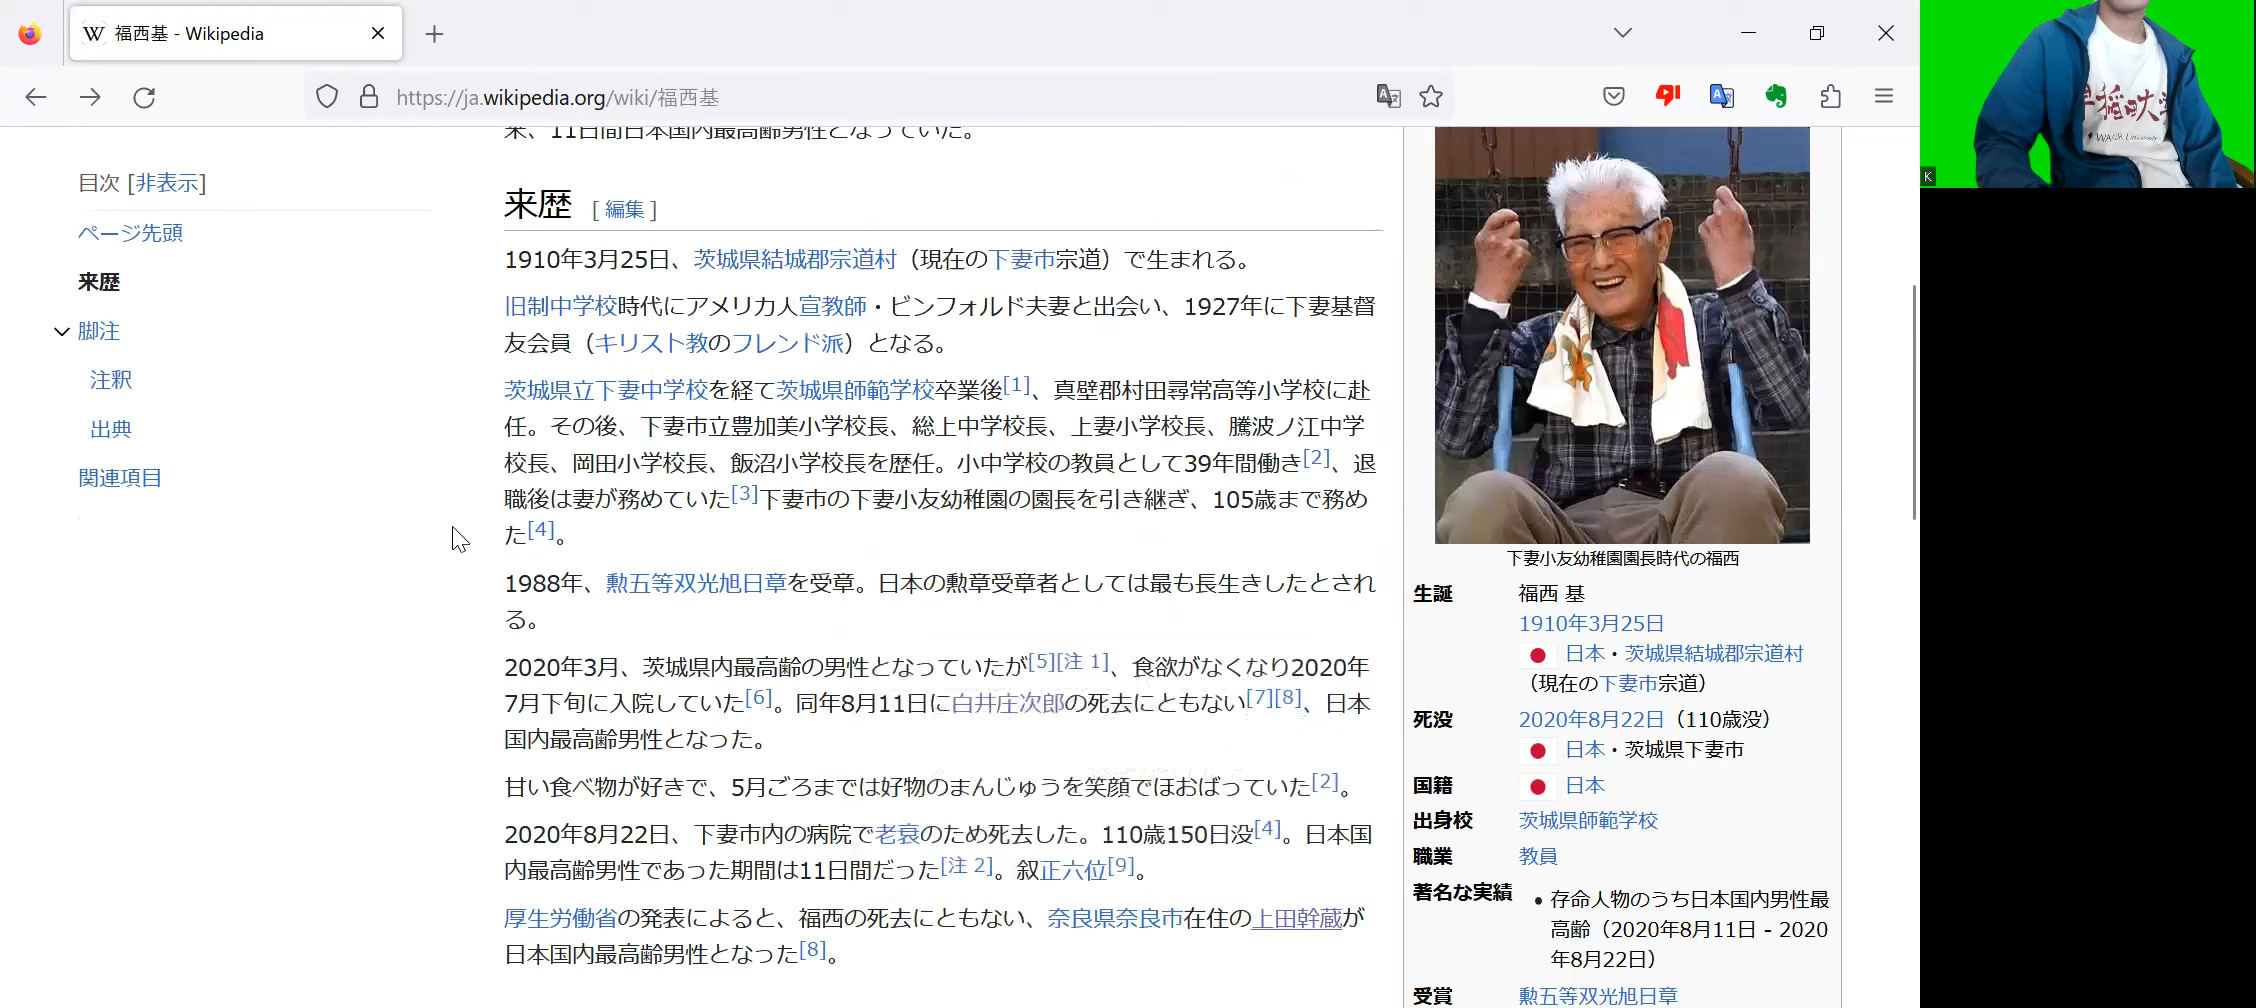 福西基 - Wikipedia
https://ja.wikipedia.org/wiki/福西基
来、11日間日本国内最高齢男性となっていた。
目次 [非表示]
ページ先頭
来歴
脚注
注釈
出典
関連項目
来歴 [ 編集 ]
1910年3月25日、茨城県結城郡宗道村（現在の下妻市宗道）で生まれる。
旧制中学校時代にアメリカ人宣教師・ビンフォルド夫妻と出会い、1927年に下妻基督
友会員（キリスト教のフレンド派）となる。
茨城県立下妻中学校を経て茨城県師範学校卒業後[1]、真壁郡村田尋常高等小学校に赴
任。その後、下妻市立豊加美小学校長、総上中学校長、上妻小学校長、騰波ノ江中学
校長、岡田小学校長、飯沼小学校長を歴任。小中学校の教員として39年間働き[2]、退
職後は妻が務めていた[3]下妻市の下妻小友幼稚園の園長を引き継ぎ、105歳まで務め
た[4]。
1988年、勲五等双光旭日章を受章。日本の勲章受章者としては最も長生きしたとされ
る。
2020年3月、茨城県内最高齢の男性となっていたが[5][注 1]、食欲がなくなり2020年
7月下旬に入院していた[6]。同年8月11日に白井庄次郎の死去にともない[7][8]、日本
国内最高齢男性となった。
甘い食べ物が好きで、5月ごろまでは好物のまんじゅうを笑顔でほおばっていた[2]。
2020年8月22日、下妻市内の病院で老衰のため死去した。110歳150日没[4]。日本国
内最高齢男性であった期間は11日間だった[注 2]。叙正六位[9]。
厚生労働省の発表によると、福西の死去にともない、奈良県奈良市在住の上田幹蔵が
日本国内最高齢男性となった[8]。
下妻小友幼稚園園長時代の福西
生誕 福西 基
1910年3月25日
日本・茨城県結城郡宗道村
（現在の下妻市宗道）
死没 2020年8月22日（110歳没）
日本・茨城県下妻市
国籍 日本
出身校 茨城県師範学校
職業 教員
著名な実績 • 存命人物のうち日本国内男性最
高齢（2020年8月11日 - 2020
年8月22日）
受賞 勲五等双光旭日章
稲田大
K